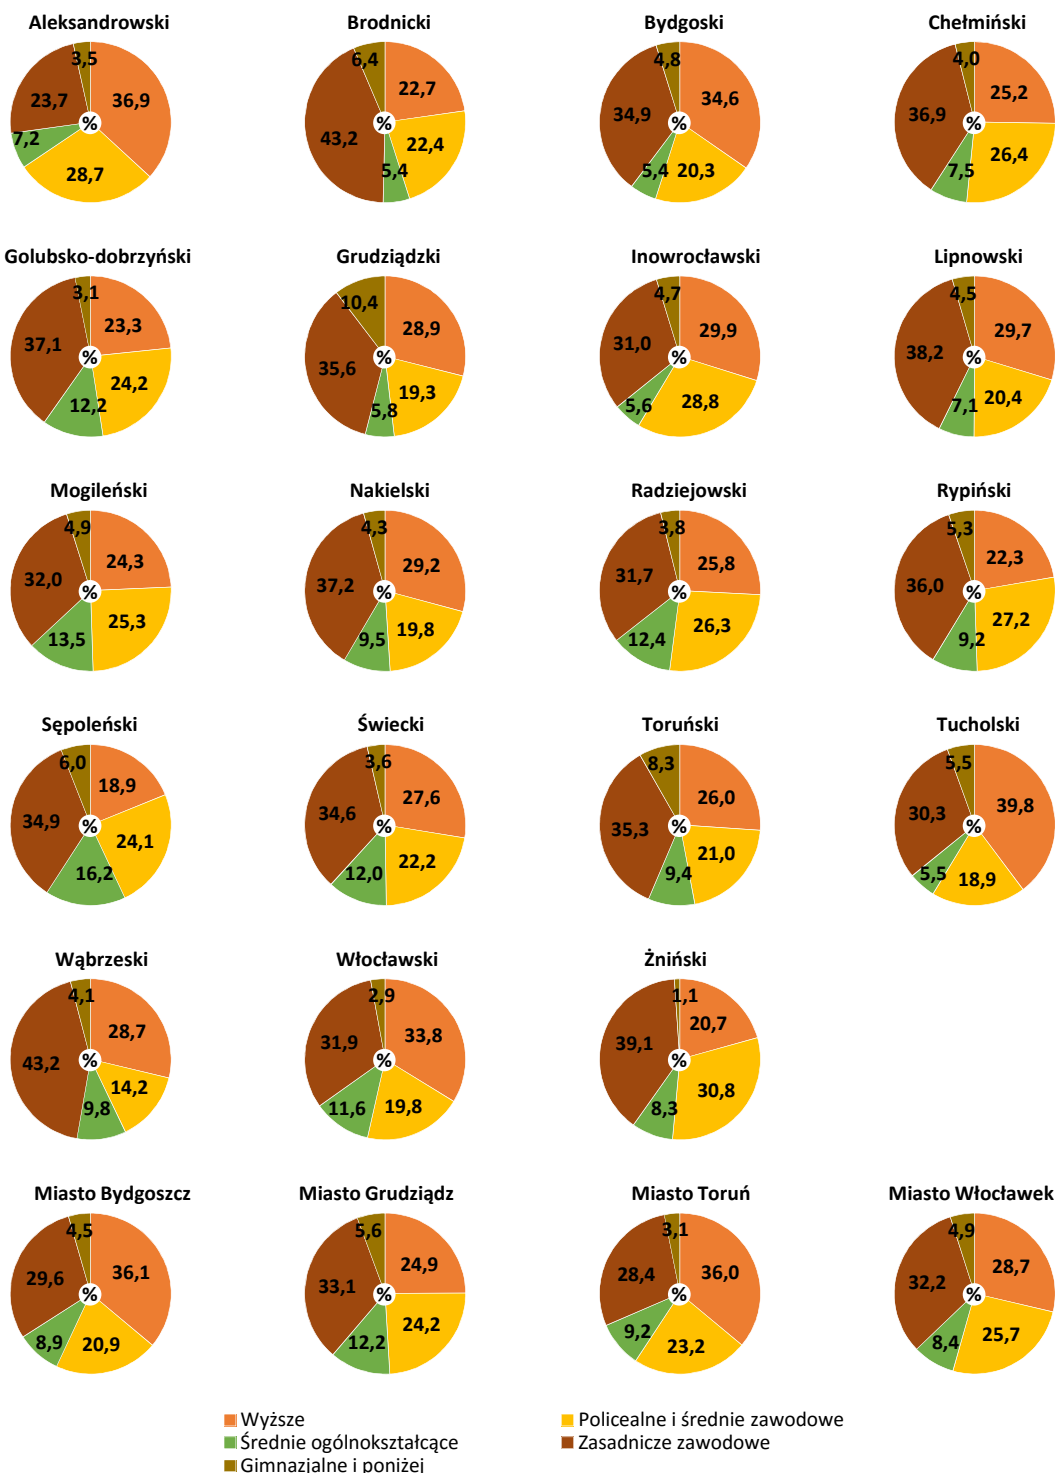 Aleksandrowski Brodnicki Bydgoski Chełmiński
3,5 6,4 4,8 4,0
23,7 36,9 22,7 34,9 34,6 36,9 25,2
% 43,2 % % %
7,2 22,4 26,4
28,7 5,4 5,4 20,3 7,5
Golubsko-dobrzyński Grudziądzki Inowrocławski Lipnowski
3,1 10,4 4,7 4,5
37,1 23,3 28,9 31,0 29,9 38,2 29,7
% 35,6 % % %
24,2 19,3 20,4
12,2 5,8 5,6 28,8 7,1
Mogileński Nakielski Radziejowski Rypiński
4,9 4,3 3,8 5,3
32,0 24,3 37,2 29,2 31,7 25,8 36,0 22,3
% % % %
13,5 25,3 9,5 19,8 12,4 26,3 9,2 27,2
Sępoleński Świecki Toruński Tucholski
6,0 3,6 8,3 5,5
34,9 18,9 34,6 27,6 35,3 26,0 30,3 39,8
% % % %
16,2 24,1 12,0 22,2 9,4 21,0 5,5 18,9
Wąbrzeski Włocławski Żniński
4,1 2,9 1,1
43,2 28,7 31,9 33,8 39,1 20,7
% % %
9,8 14,2 11,6 19,8 8,3 30,8
Miasto Bydgoszcz Miasto Grudziądz Miasto Toruń Miasto Włocławek
4,5 5,6 3,1 4,9
29,6 36,1 33,1 24,9 28,4 36,0 32,2 28,7
% % % %
8,9 20,9 12,2 24,2 9,2 23,2 8,4 25,7
Wyższe Policealne i średnie zawodowe
Średnie ogólnokształcące Zasadnicze zawodowe
Gimnazjalne i poniżej